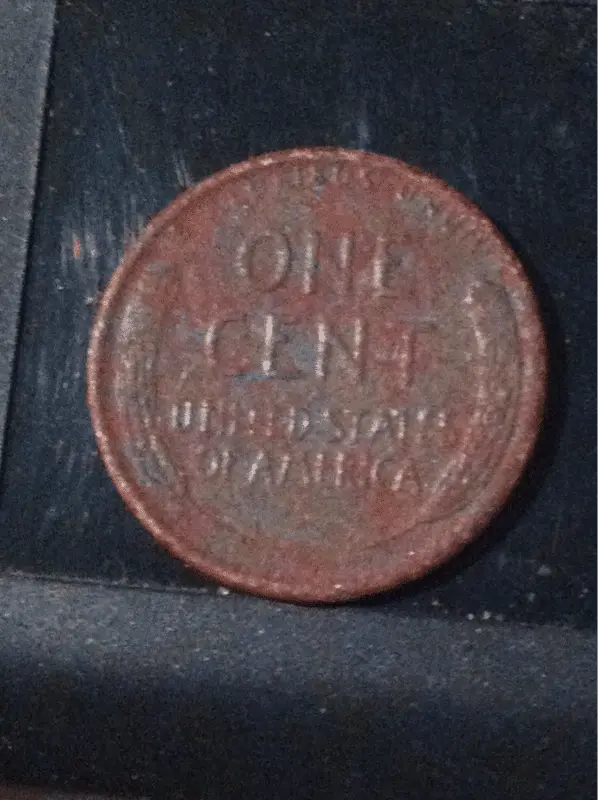 ONE
CENT
UNITED STATES
OF AMERICA